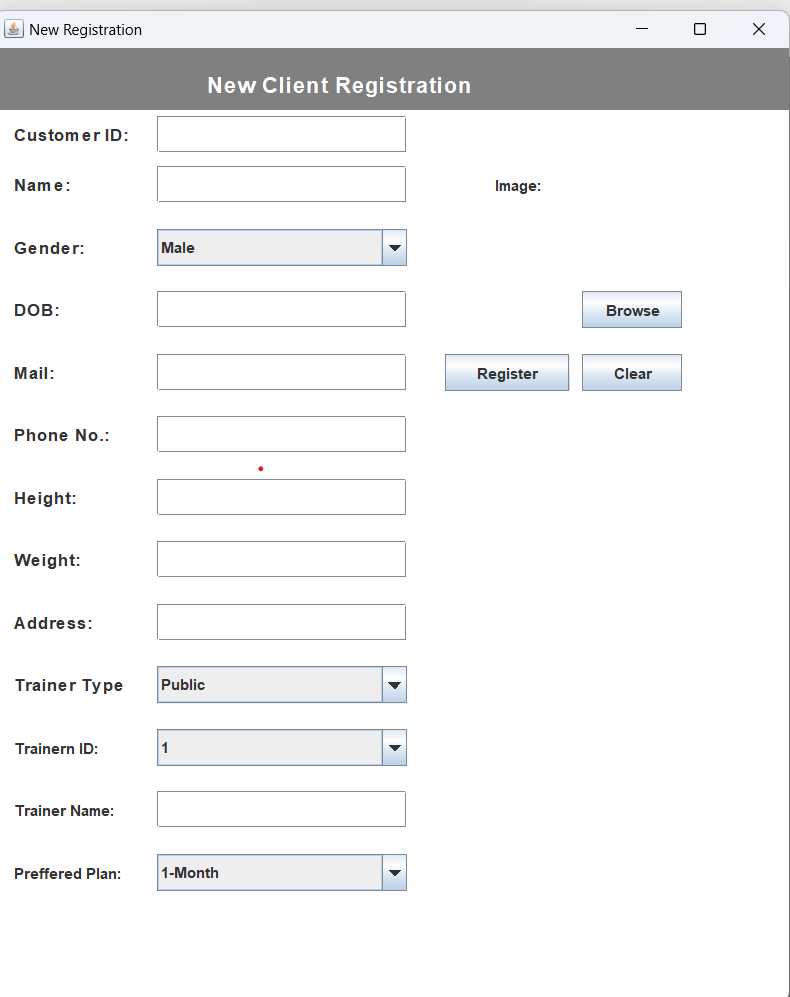 New Registration
New Client Registration
Customer ID:
Name:
Image:
Gender:
Male
DOB:
Browse
Mail:
Register
Clear
Phone No.:
Height:
Weight:
Address:
Trainer Type
Public
Trainern ID:
1
Trainer Name:
Preffered Plan:
1-Month